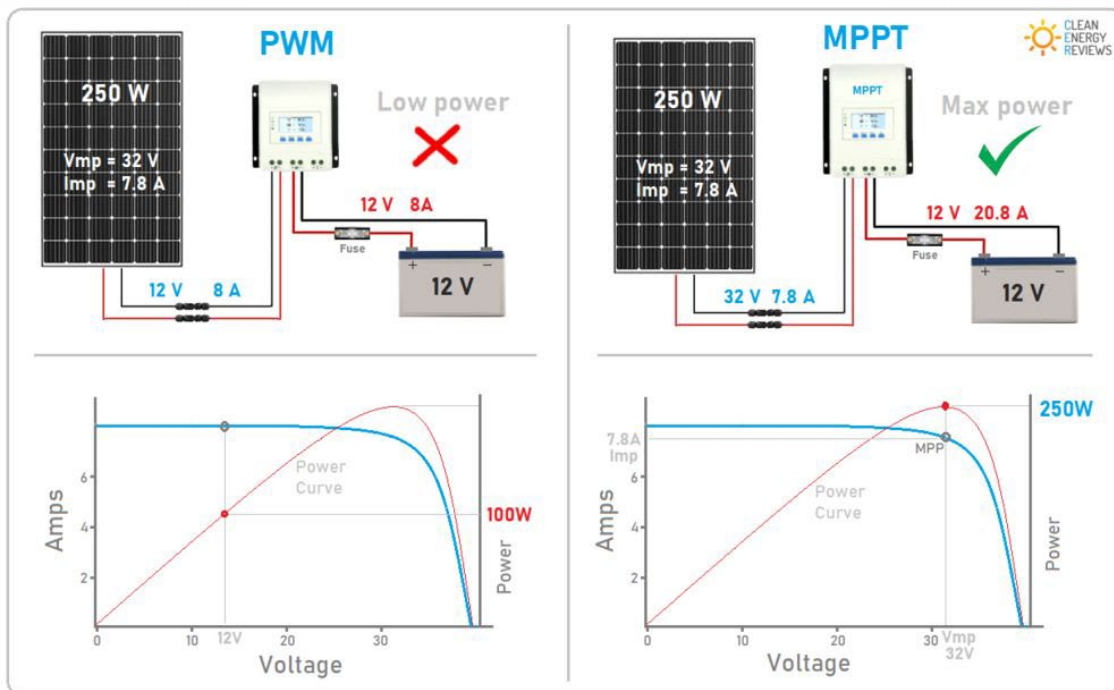 PWM
250 W
Vmp = 32 V
Imp = 7.8 A
Low power
12 V 8A
Fuse
+ −
12 V
12 V 8 A
MPPT
CLEAN
ENERGY
REVIEWS
250 W
Vmp = 32 V
Imp = 7.8 A
MPPT
Max power
12 V 20.8 A
Fuse
+ −
12 V
32 V 7.8 A
Amps
6
4
2
Power
Curve
100W
Power
0 10 12V 20 30
Voltage
250W
7.8A
Imp
MPP
Amps
6
4
2
Power
Curve
Power
0 10 20 30
Vmp
32V
Voltage